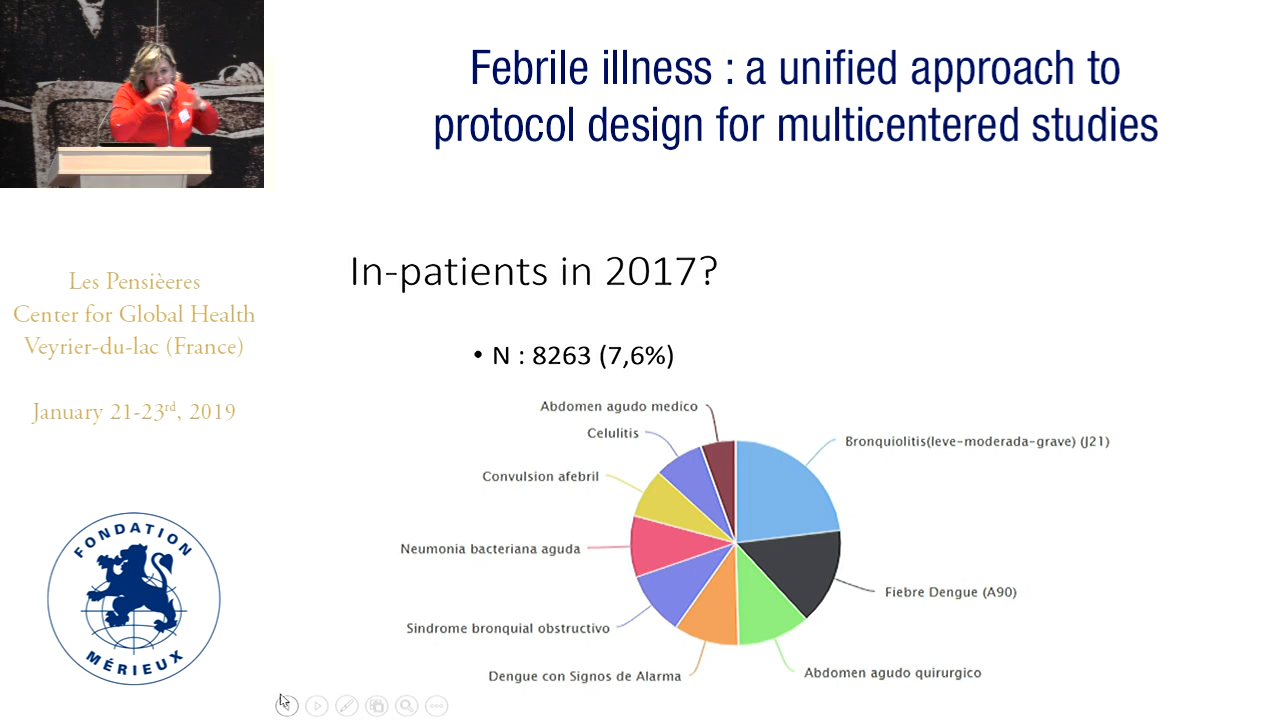 Febrile illness : a unified approach to
protocol design for multicentered studies
Les Pensièeres
Center for Global Health
Veyrier-du-lac (France)
January 21-23rd, 2019
FONDATION
MÉRIEUX
In-patients in 2017?
• N : 8263 (7,6%)
Abdomen agudo medico
Celulitis
Bronquiolitis(leve-moderada-grave) (J21)
Convulsion afebril
Neumonia bacteriana aguda
Fiebre Dengue (A90)
Sindrome bronquial obstructivo
Dengue con Signos de Alarma
Abdomen agudo quirurgico